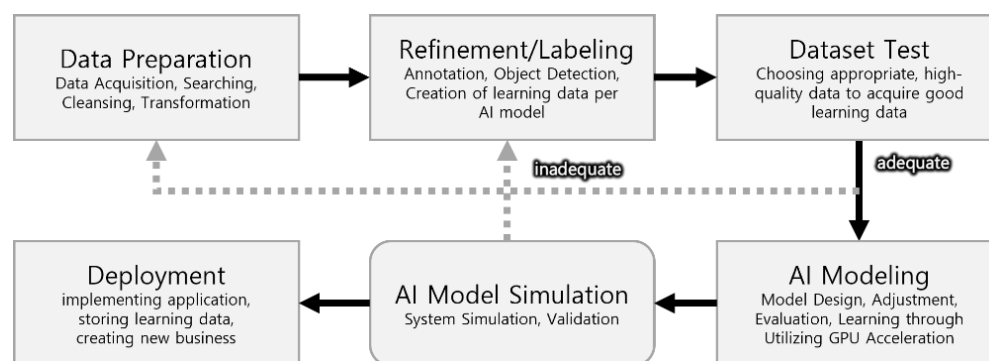 Data Preparation
Data Acquisition, Searching,
Cleansing, Transformation
Refinement/Labeling
Annotation, Object Detection,
Creation of learning data per
AI model
Dataset Test
Choosing appropriate, high-
quality data to acquire good
learning data
inadequate
adequate
Deployment
implementing application,
storing learning data,
creating new business
AI Model Simulation
System Simulation, Validation
AI Modeling
Model Design, Adjustment,
Evaluation, Learning through
Utilizing GPU Acceleration